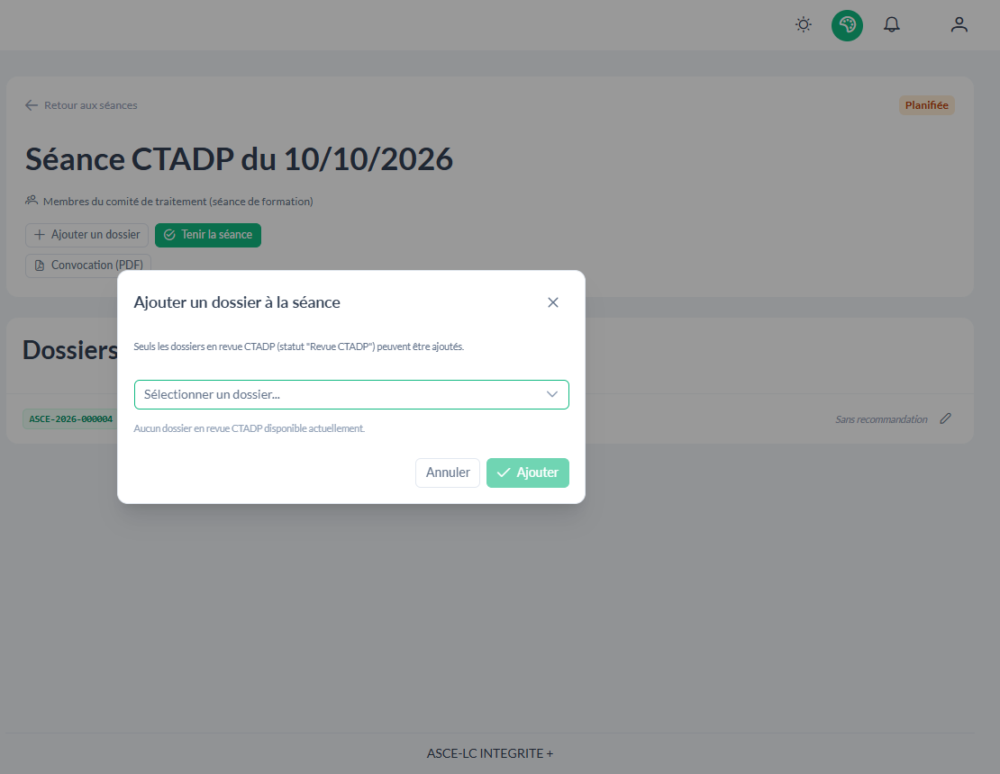 Retour aux séances
Planifiée
Séance CTADP du 10/10/2026
Membres du comité de traitement (séance de formation)
Ajouter un dossier
Tenir la séance
Convocation (PDF)
Ajouter un dossier à la séance
Seuls les dossiers en revue CTADP (statut "Revue CTADP") peuvent être ajoutés.
Sélectionner un dossier...
Aucun dossier en revue CTADP disponible actuellement.
Annuler
Ajouter
Dossiers
ASCE-2026-000004
Sans recommandation
ASCE-LC INTEGRITE +